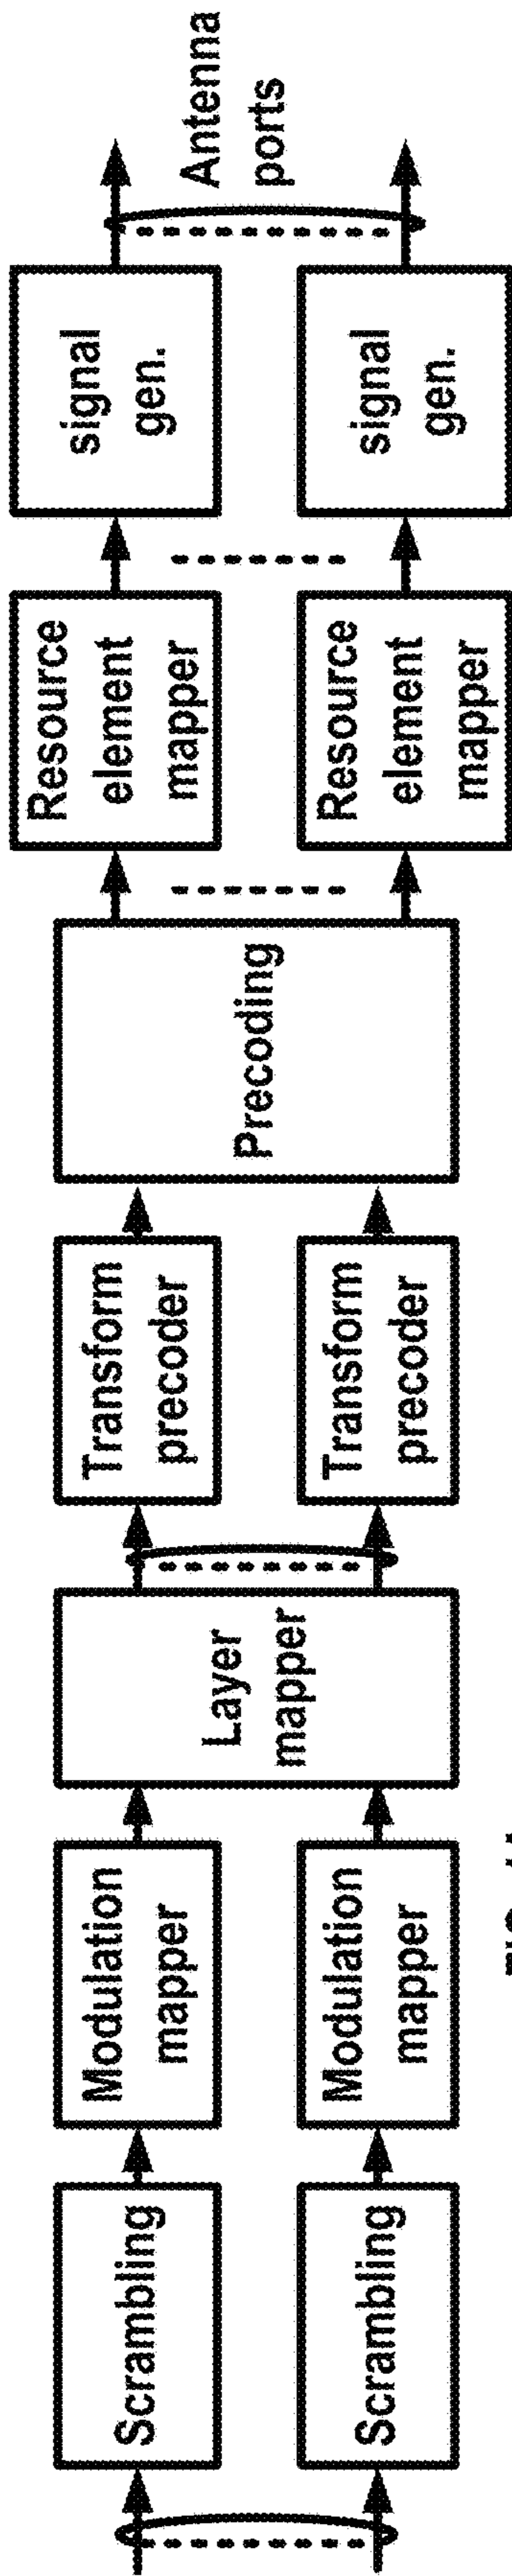 Scrambling
Scrambling
Modulation
mapper
Modulation
mapper
Layer
mapper
Transform
precoder
Transform
precoder
Precoding
Resource
element
mapper
Resource
element
mapper
signal
gen.
signal
gen.
Antenna
ports